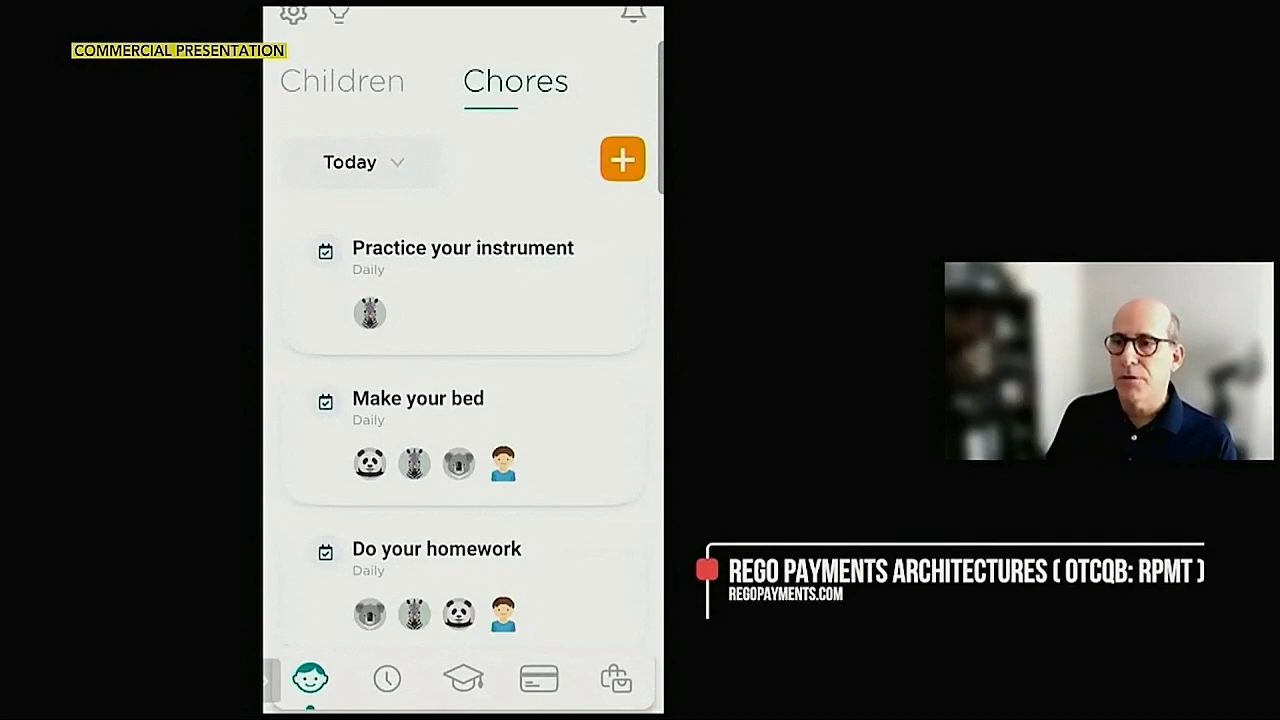 COMMERCIAL PRESENTATION
Children
Chores
Today
Practice your instrument
Daily
Make your bed
Daily
Do your homework
Daily
REGO PAYMENTS ARCHITECTURES ( OTCQB: RPMT )
REGOPAYMENTS.COM